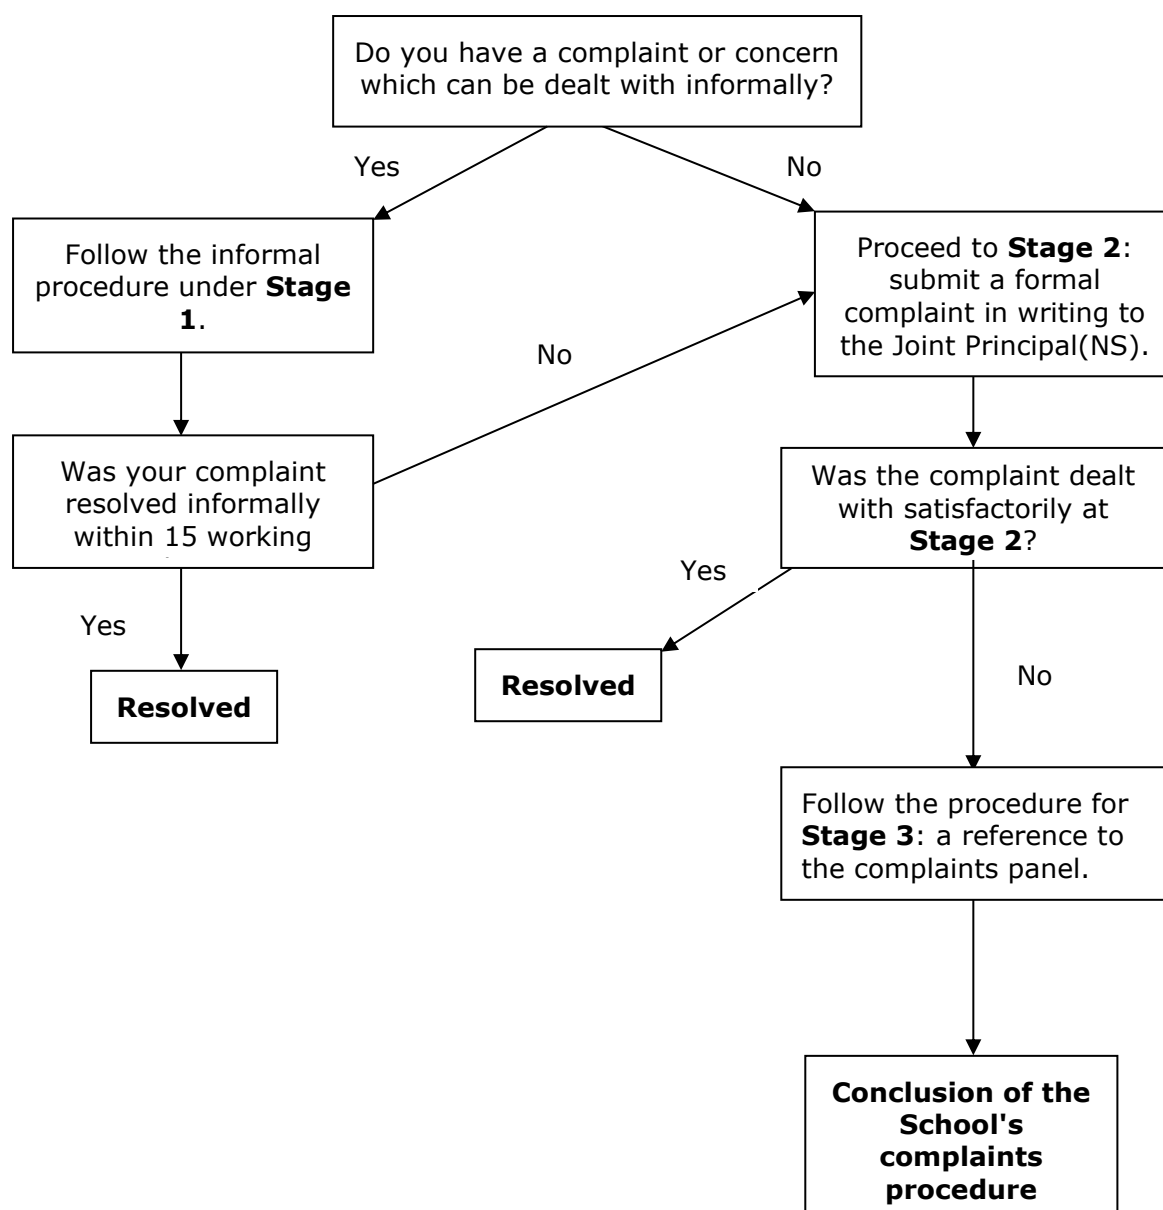 Do you have a complaint or concern
which can be dealt with informally?
Yes
No
Follow the informal
procedure under Stage
1.
Proceed to Stage 2:
submit a formal
complaint in writing to
the Joint Principal(NS).
No
Was your complaint
resolved informally
within 15 working
Was the complaint dealt
with satisfactorily at
Stage 2?
Yes
Yes
Resolved
Resolved
No
Follow the procedure for
Stage 3: a reference to
the complaints panel.
Conclusion of the
School's
complaints
procedure